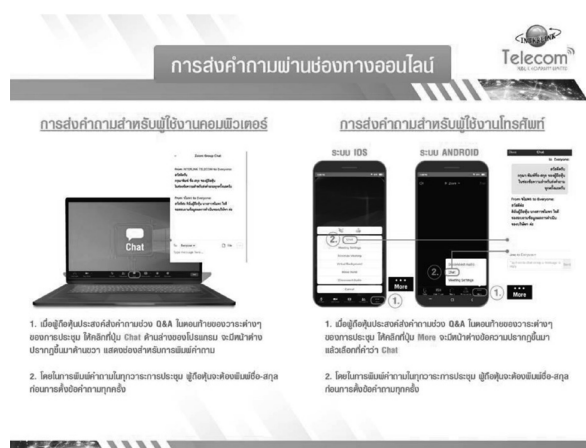 INTERLINK
Telecom
การส่งคำถามผ่านช่องทางออนไลน์
การส่งคำถามสำหรับผู้ใช้งานคอมพิวเตอร์
Zoom Group Chat
Chat
1. เมื่อผู้ถือหุ้นประสงค์ส่งคำถามช่วง Q&A ในตอนท้ายของวาระต่างๆ
ของการประชุม ให้คลิกที่ปุ่ม Chat ด้านล่างของโปรแกรม จะมีหน้าต่าง
ปรากฏขึ้นมาด้านขวา แสดงช่องสำหรับการพิมพ์คำถาม
2. โดยในการพิมพ์คำถามในทุกวาระการประชุม ผู้ถือหุ้นจะต้องพิมพ์ชื่อ-สกุล
ก่อนการตั้งข้อคำถามทุกครั้ง
การส่งคำถามสำหรับผู้ใช้งานโทรศัพท์
ระบบ IOS
ระบบ ANDROID
2.
2.
Chat
Meeting Settings
More
1.
More
1.
1. เมื่อผู้ถือหุ้นประสงค์ส่งคำถามช่วง Q&A ในตอนท้ายของวาระต่างๆ
ของการประชุม ให้คลิกที่ปุ่ม More จะมีหน้าต่างข้อความปรากฏขึ้นมา
แล้วเลือกที่คำว่า Chat
2. โดยในการพิมพ์คำถามในทุกวาระการประชุม ผู้ถือหุ้นจะต้องพิมพ์ชื่อ-สกุล
ก่อนการตั้งข้อคำถามทุกครั้ง